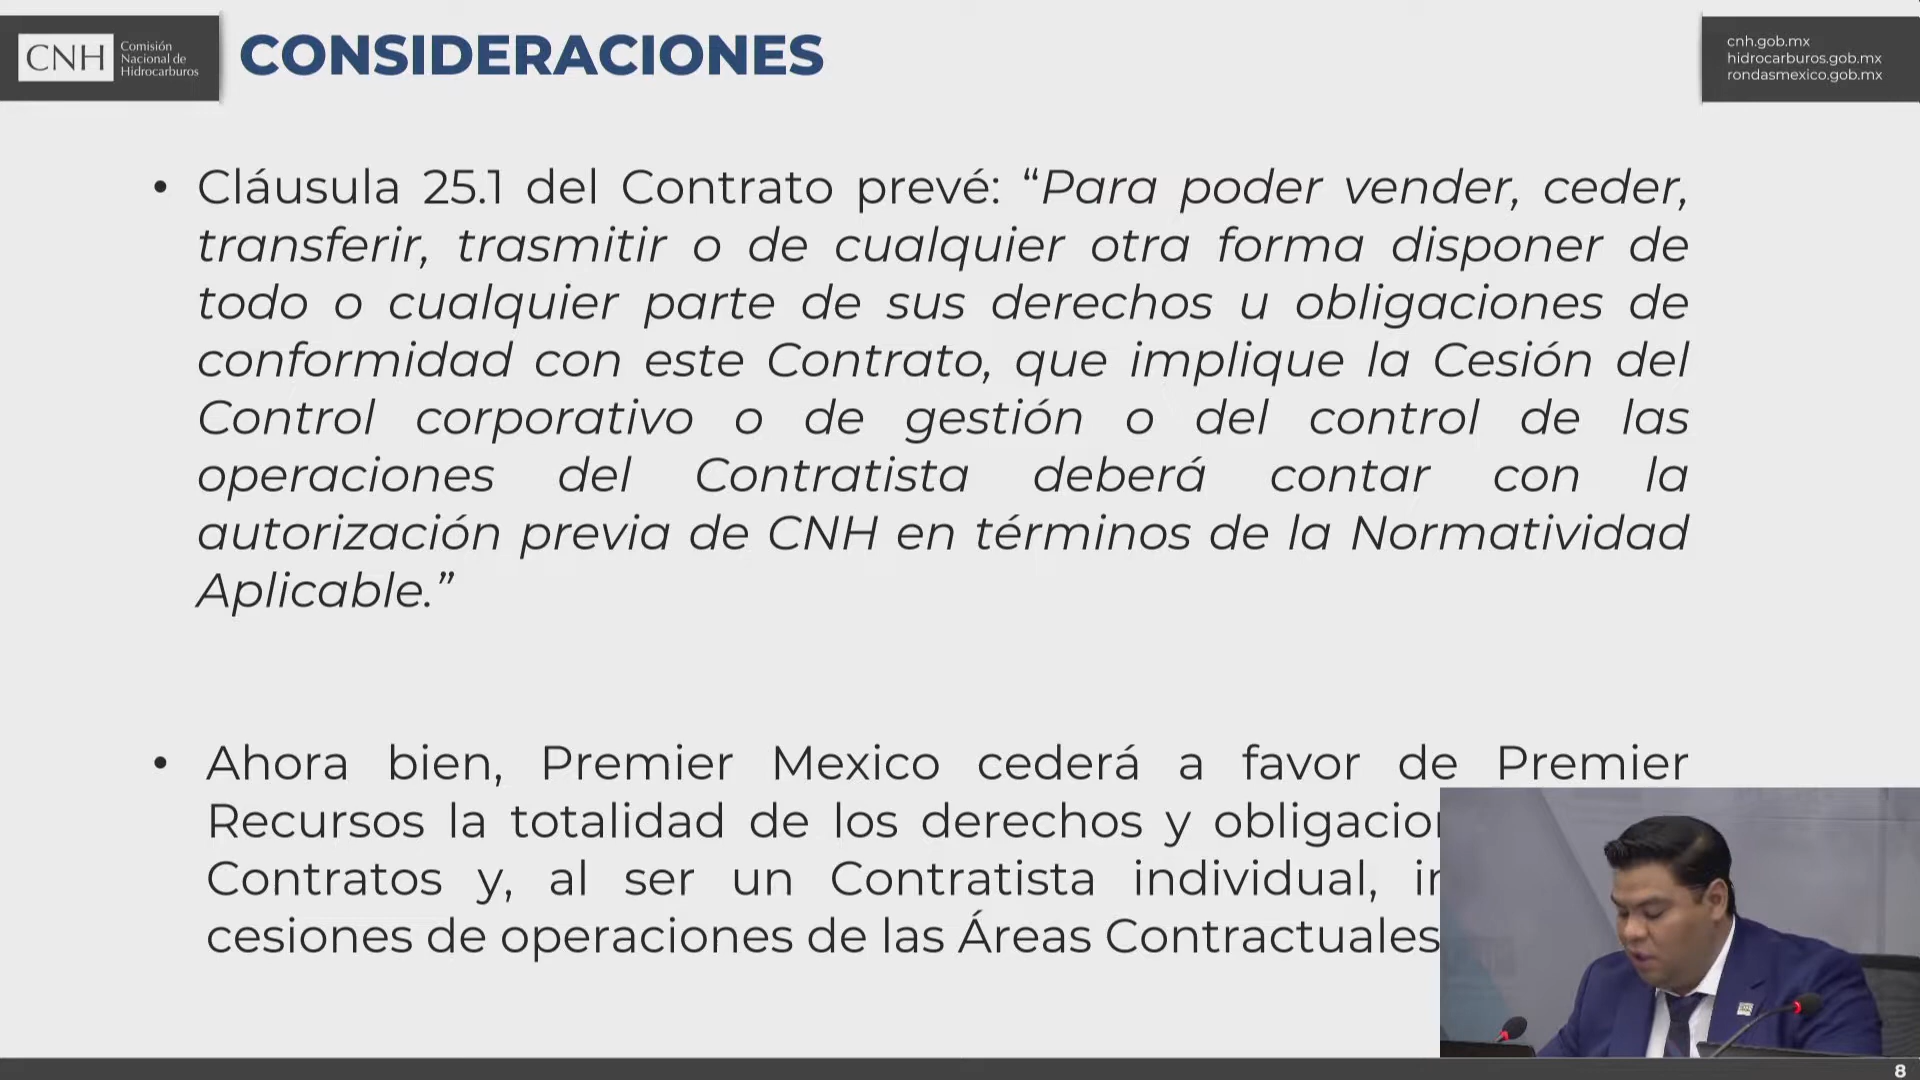 CNH
Comisión
Nacional de
Hidrocarburos
CONSIDERACIONES
cnh.gob.mx
hidrocarburos.gob.mx
rondasmexico.gob.mx
• Cláusula 25.1 del Contrato prevé: “Para poder vender, ceder,
transferir, trasmitir o de cualquier otra forma disponer de
todo o cualquier parte de sus derechos u obligaciones de
conformidad con este Contrato, que implique la Cesión del
Control corporativo o de gestión o del control de las
operaciones del Contratista deberá contar con la
autorización previa de CNH en términos de la Normatividad
Aplicable.”
• Ahora bien, Premier Mexico cederá a favor de Premier
Recursos la totalidad de los derechos y
Contratos y, al ser un Contratista individual,
cesiones de operaciones de las Áreas Contractuales
8